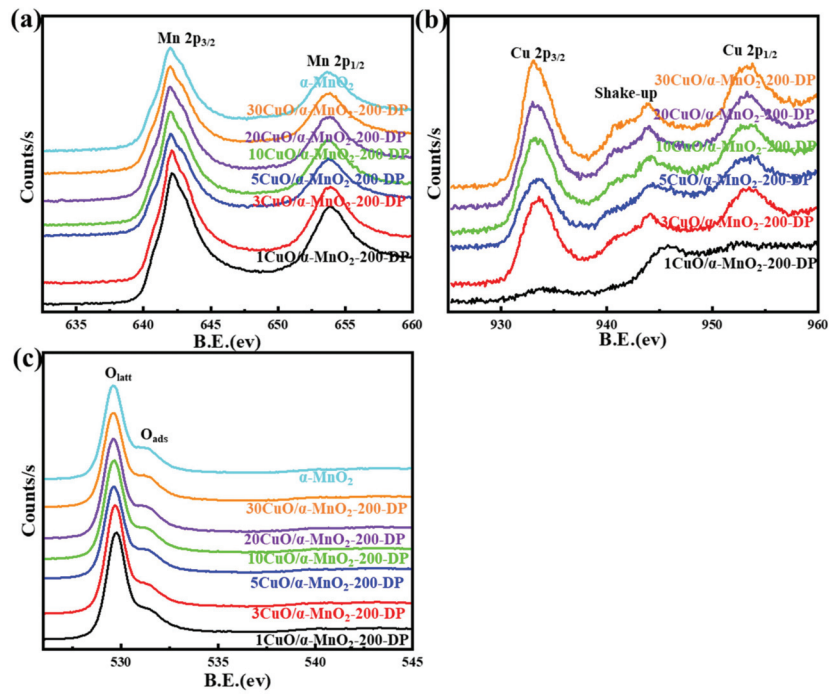 (a)
Mn 2p3/2
Mn 2p1/2
α-MnO2
30CuO/α-MnO2-200-DP
20CuO/α-MnO2-200-DP
10CuO/α-MnO2-200-DP
5CuO/α-MnO2-200-DP
3CuO/α-MnO2-200-DP
1CuO/α-MnO2-200-DP
Counts/s
635 640 645 650 655 660
B.E.(ev)
(b)
Cu 2p3/2
Shake-up
Cu 2p1/2
30CuO/α-MnO2-200-DP
20CuO/α-MnO2-200-DP
10CuO/α-MnO2-200-DP
5CuO/α-MnO2-200-DP
3CuO/α-MnO2-200-DP
1CuO/α-MnO2-200-DP
Counts/s
930 940 950 960
B.E.(ev)
(c)
Olatt
Oads
α-MnO2
30CuO/α-MnO2-200-DP
20CuO/α-MnO2-200-DP
10CuO/α-MnO2-200-DP
5CuO/α-MnO2-200-DP
3CuO/α-MnO2-200-DP
1CuO/α-MnO2-200-DP
Counts/s
530 535 540 545
B.E.(ev)